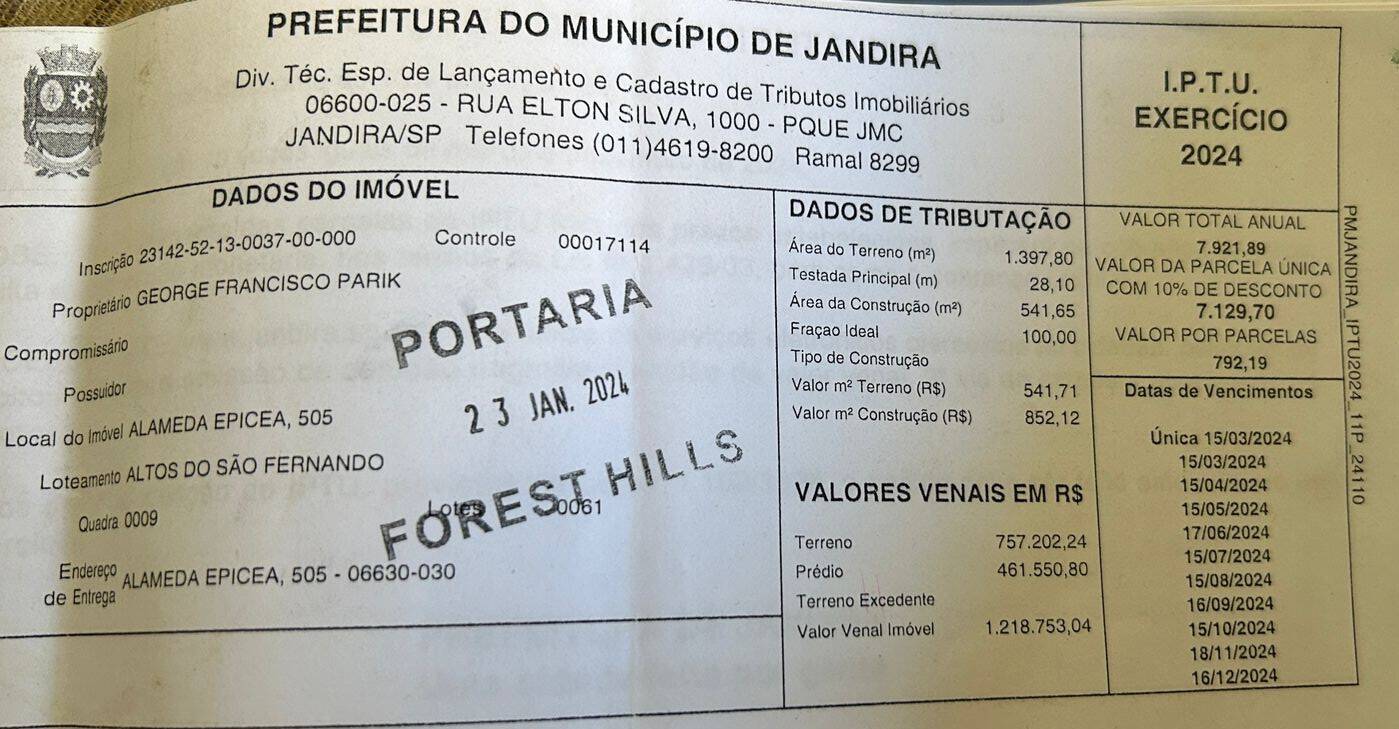 PREFEITURA DO MUNICÍPIO DE JANDIRA
Div. Téc. Esp. de Lançamento e Cadastro de Tributos Imobiliários
06600-025 - RUA ELTON SILVA, 1000 - PQUE JMC
JANDIRA/SP Telefones (011)4619-8200 Ramal 8299
I.P.T.U.
EXERCÍCIO
2024
DADOS DO IMÓVEL
Inscrição 23142-52-13-0037-00-000 Controle 00017114
Proprietário GEORGE FRANCISCO PARIK
Compromissário
Possuidor
Local do Imóvel ALAMEDA EPICEA, 505
Loteamento ALTOS DO SÃO FERNANDO
Quadra 0009 Lotes 0061
Endereço
de Entrega ALAMEDA EPICEA, 505 - 06630-030
PORTARIA
23 JAN. 2024
FOREST HILLS
DADOS DE TRIBUTAÇÃO
Área do Terreno (m²) 1.397,80
Testada Principal (m) 28,10
Área da Construção (m²) 541,65
Fraçao Ideal 100,00
Tipo de Construção
Valor m² Terreno (R$) 541,71
Valor m² Construção (R$) 852,12
VALORES VENAIS EM R$
Terreno 757.202,24
Prédio 461.550,80
Terreno Excedente
Valor Venal Imóvel 1.218.753,04
VALOR TOTAL ANUAL
7.921,89
VALOR DA PARCELA ÚNICA
COM 10% DE DESCONTO
7.129,70
VALOR POR PARCELAS
792,19
Datas de Vencimentos
Única 15/03/2024
15/03/2024
15/04/2024
15/05/2024
17/06/2024
15/07/2024
15/08/2024
16/09/2024
15/10/2024
18/11/2024
16/12/2024
PMJANDIRA_IPTU2024_11P_24110